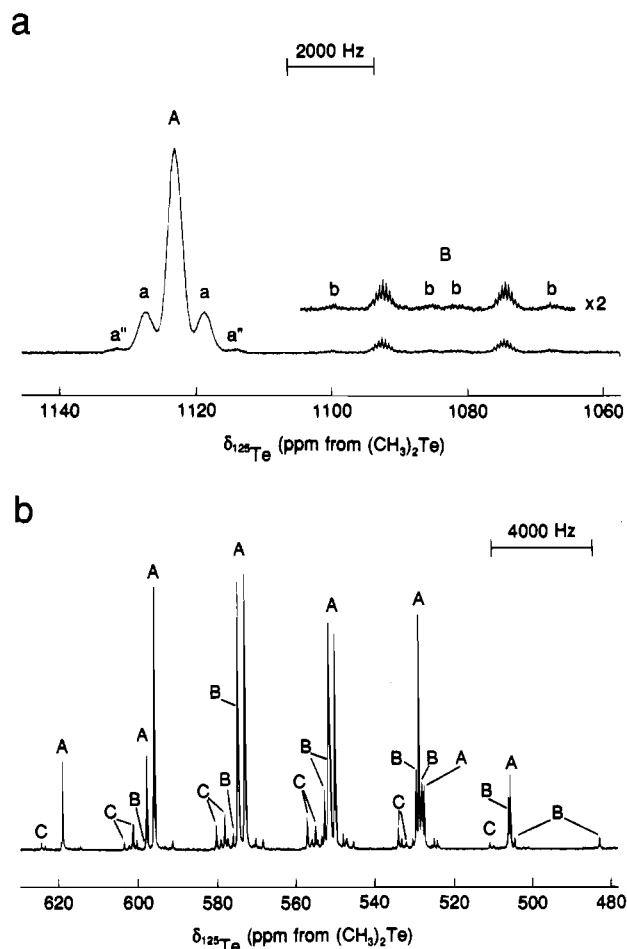 a
2000 Hz
A
B
a a
b b b b
x2
a" a"
1140 1120 1100 1080 1060
δ125Te (ppm from (CH3)2Te)
b
4000 Hz
A
A
A
A
A
B
A
B
B B A
A
C
C
B
C
B
C
C
B
C
B
620 600 580 560 540 520 500 480
δ125Te (ppm from (CH3)2Te)